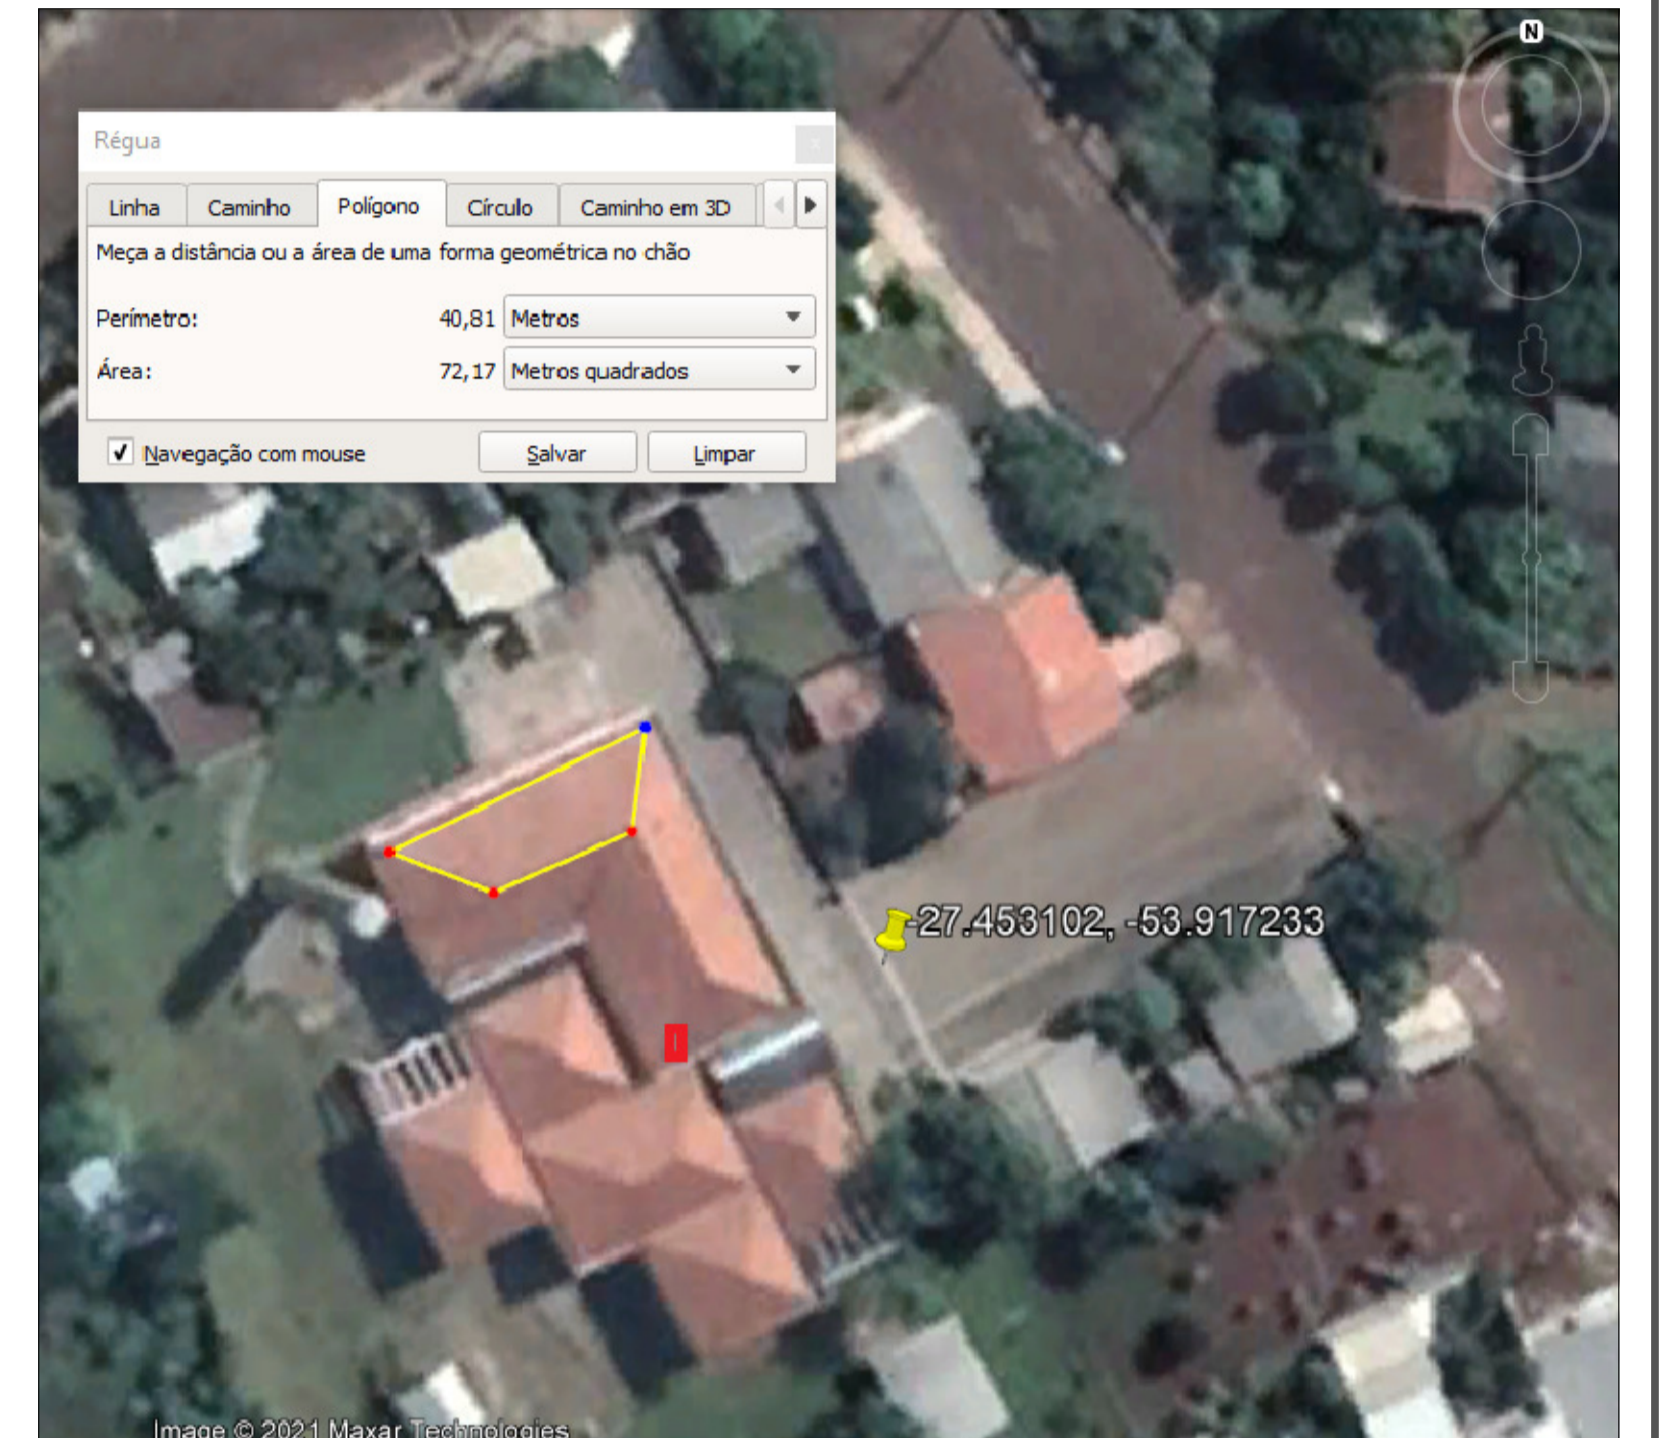 N
Régua
x
Linha Caminho Polígono Círculo Caminho em 3D
Meça a distância ou a área de uma forma geométrica no chão
Perímetro: 40,81 Metros
Área: 72,17 Metros quadrados
✓ Navegação com mouse Salvar Limpar
-27.453102, -53.917233
I
Image © 2021 Maxar Technologies